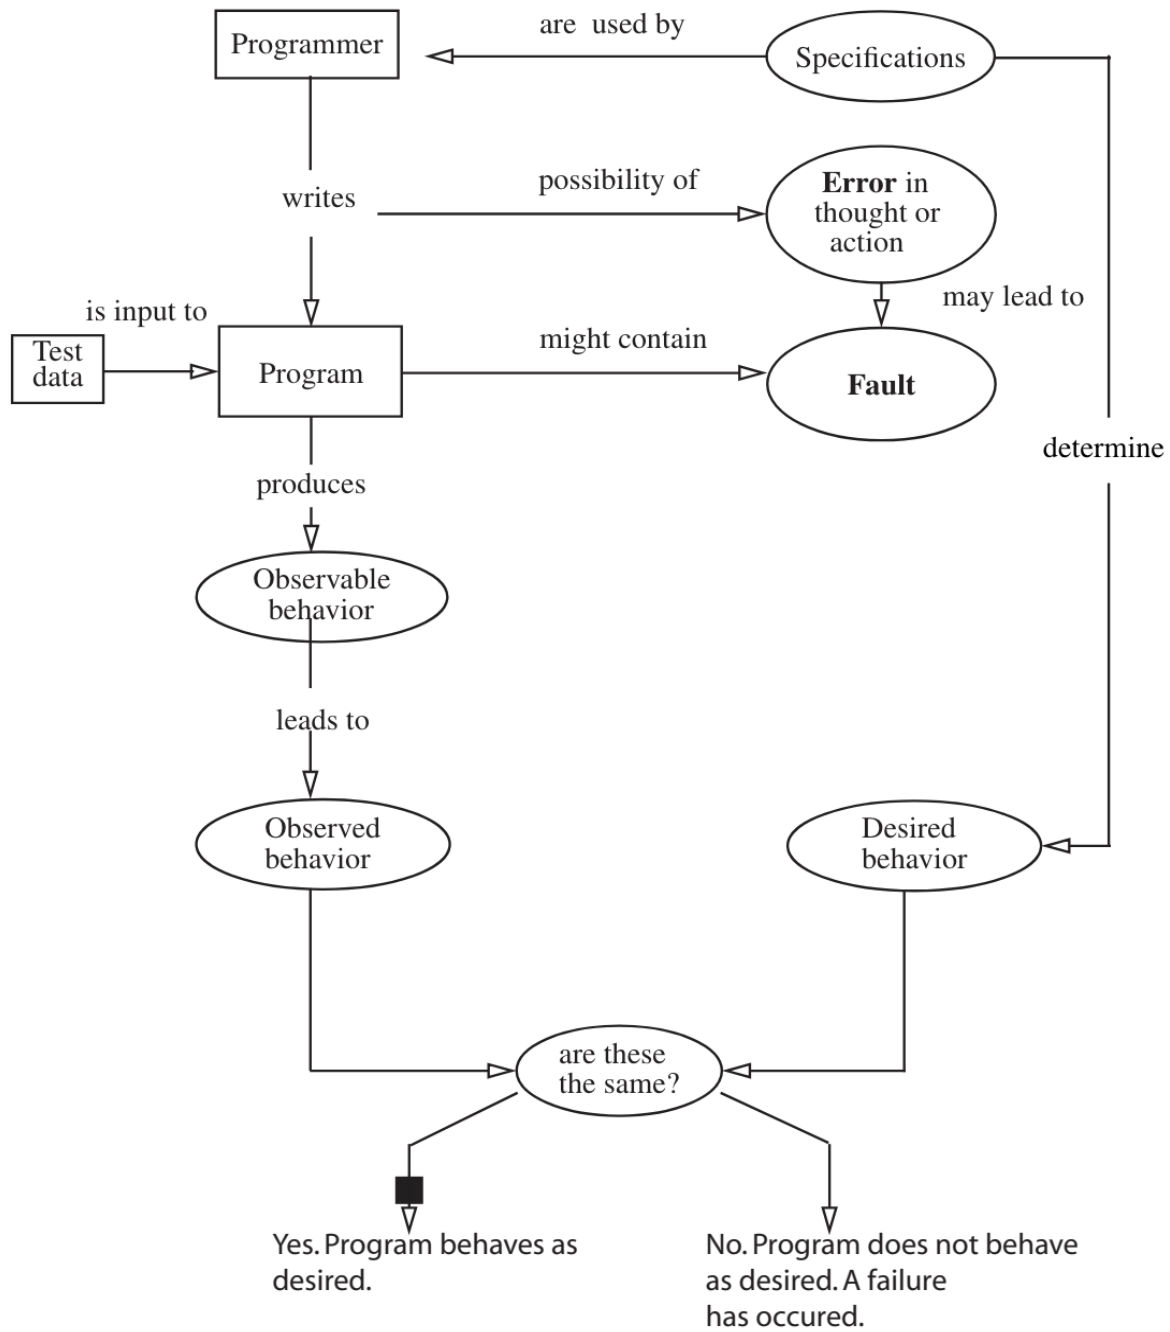 Programmer
are used by
Specifications
writes
possibility of
Error in
thought or
action
is input to
may lead to
Test
data
Program
might contain
Fault
determine
produces
Observable
behavior
leads to
Observed
behavior
Desired
behavior
are these
the same?
Yes. Program behaves as
desired.
No. Program does not behave
as desired. A failure
has occured.